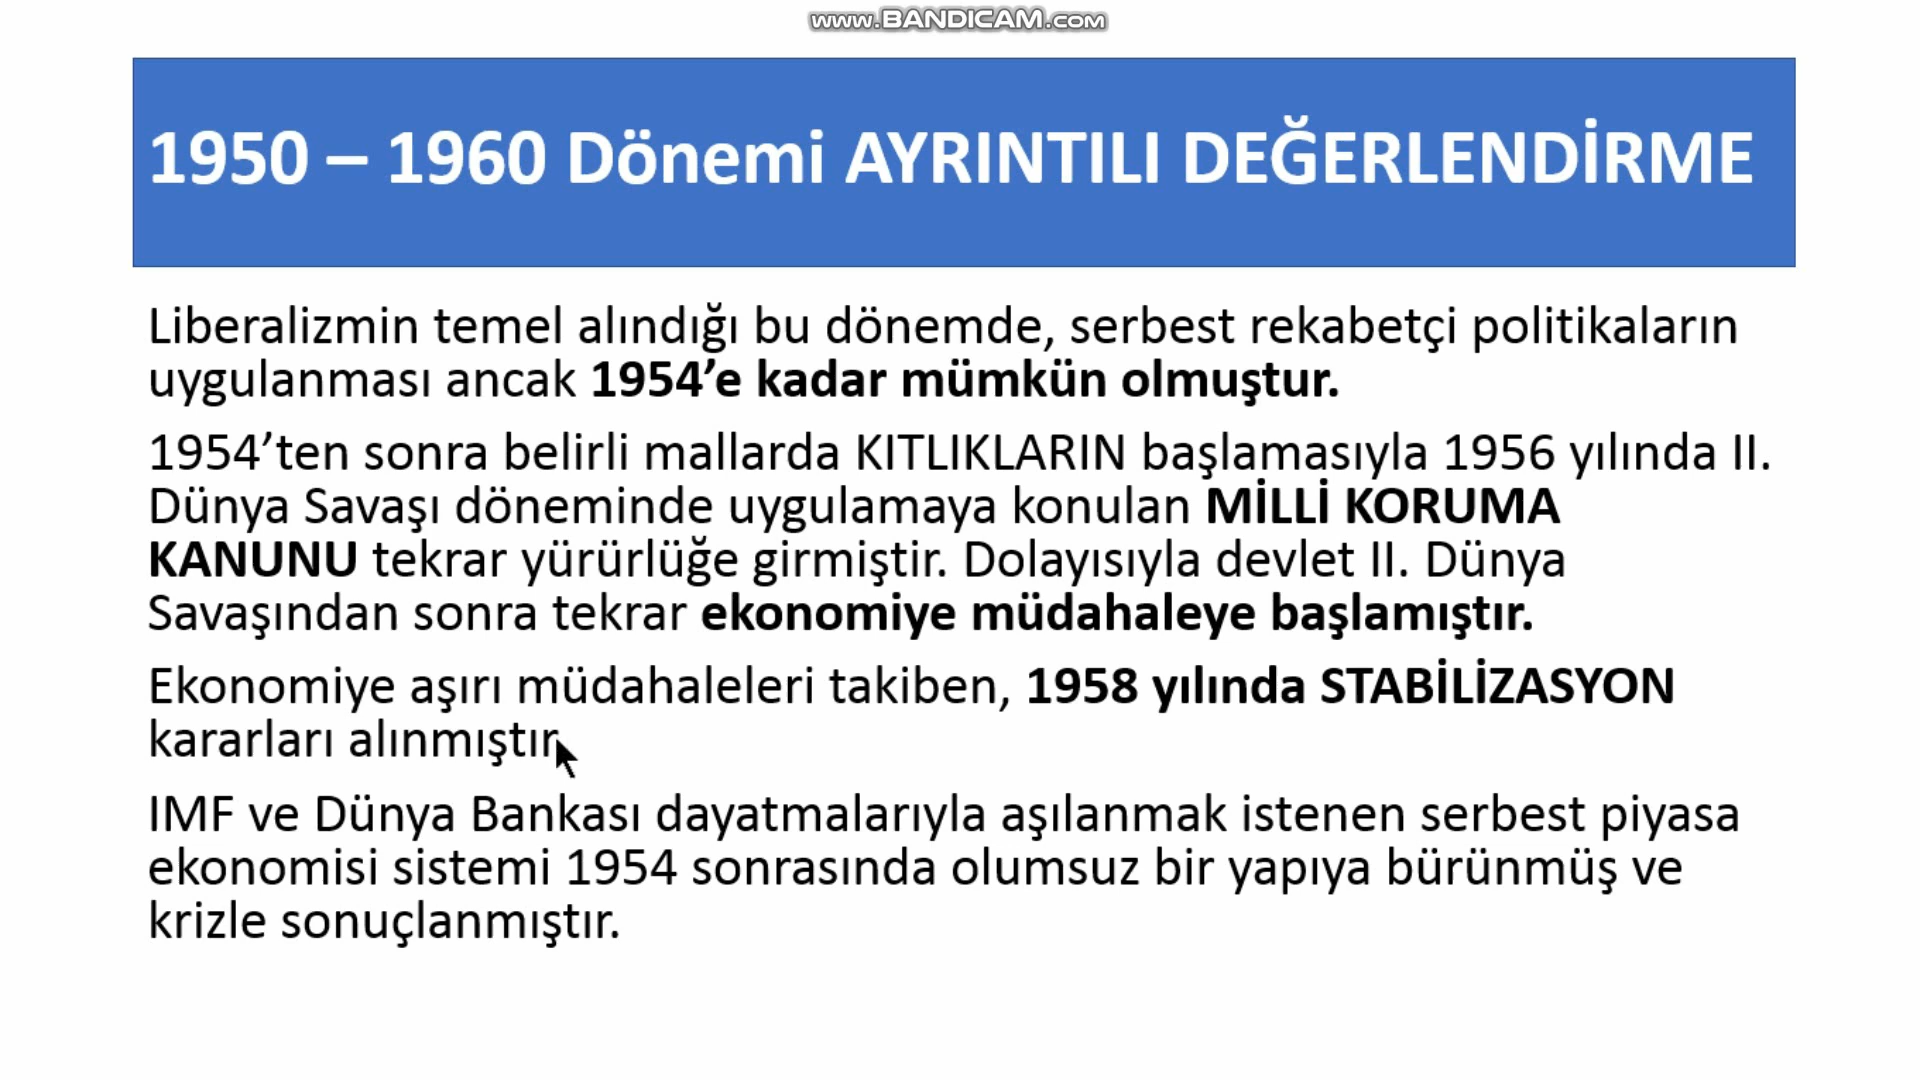 www.BANDICAM.com
1950 – 1960 Dönemi AYRINTILI DEĞERLENDİRME
Liberalizmin temel alındığı bu dönemde, serbest rekabetçi politikaların
uygulanması ancak 1954’e kadar mümkün olmuştur.
1954’ten sonra belirli mallarda KITLIKLARIN başlamasıyla 1956 yılında II.
Dünya Savaşı döneminde uygulamaya konulan MİLLİ KORUMA
KANUNU tekrar yürürlüğe girmiştir. Dolayısıyla devlet II. Dünya
Savaşından sonra tekrar ekonomiye müdahaleye başlamıştır.
Ekonomiye aşırı müdahaleleri takiben, 1958 yılında STABİLİZASYON
kararları alınmıştır.
IMF ve Dünya Bankası dayatmalarıyla aşılanmak istenen serbest piyasa
ekonomisi sistemi 1954 sonrasında olumsuz bir yapıya bürünmüş ve
krizle sonuçlanmıştır.